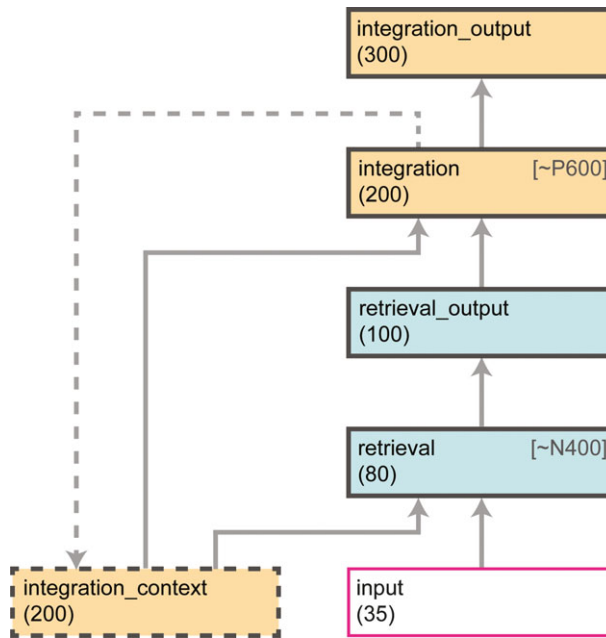 integration_output
(300)
integration [~P600]
(200)
retrieval_output
(100)
retrieval [~N400]
(80)
integration_context
(200)
input
(35)